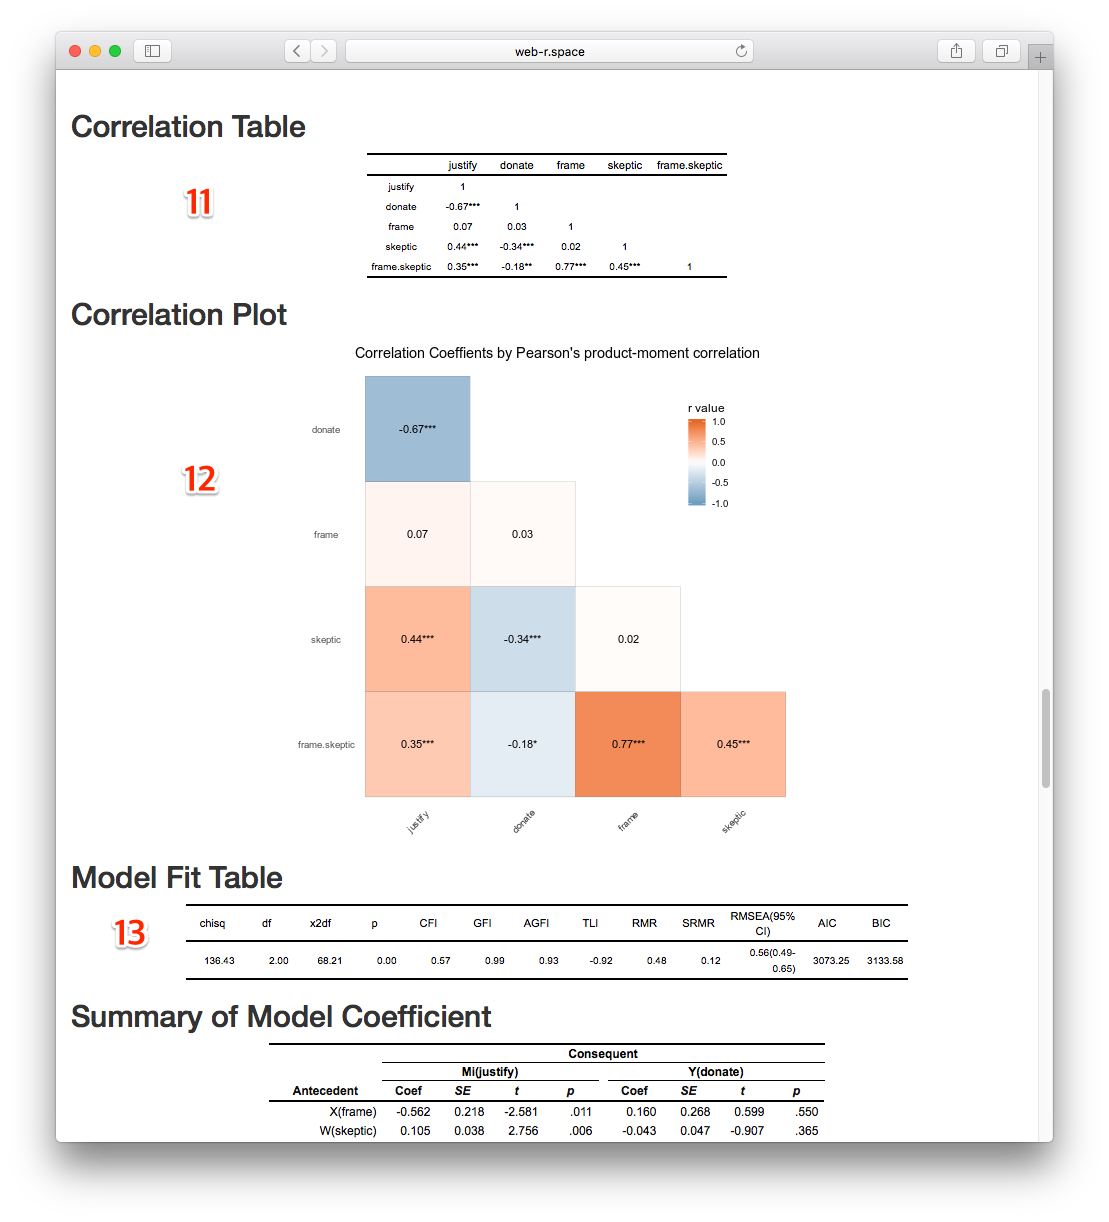 web-r.space
Correlation Table
justify donate frame skeptic frame.skeptic
11
justify 1
donate -0.67*** 1
frame 0.07 0.03 1
skeptic 0.44*** -0.34*** 0.02 1
frame.skeptic 0.35*** -0.18** 0.77*** 0.45*** 1
Correlation Plot
Correlation Coeffients by Pearson's product-moment correlation
r value
1.0
0.5
0.0
-0.5
-1.0
donate -0.67***
12
frame 0.07 0.03
skeptic 0.44*** -0.34*** 0.02
frame.skeptic 0.35*** -0.18* 0.77*** 0.45***
justify donate frame skeptic
Model Fit Table
13
chisq df x2df p CFI GFI AGFI TLI RMR SRMR RMSEA(95% AIC BIC
CI)
136.43 2.00 68.21 0.00 0.57 0.99 0.93 -0.92 0.48 0.12 0.56(0.49- 3073.25 3133.58
0.65)
Summary of Model Coefficient
Consequent
Mi(justify) Y(donate)
Antecedent Coef SE t p Coef SE t p
X(frame) -0.562 0.218 -2.581 .011 0.160 0.268 0.599 .550
W(skeptic) 0.105 0.038 2.756 .006 -0.043 0.047 -0.907 .365